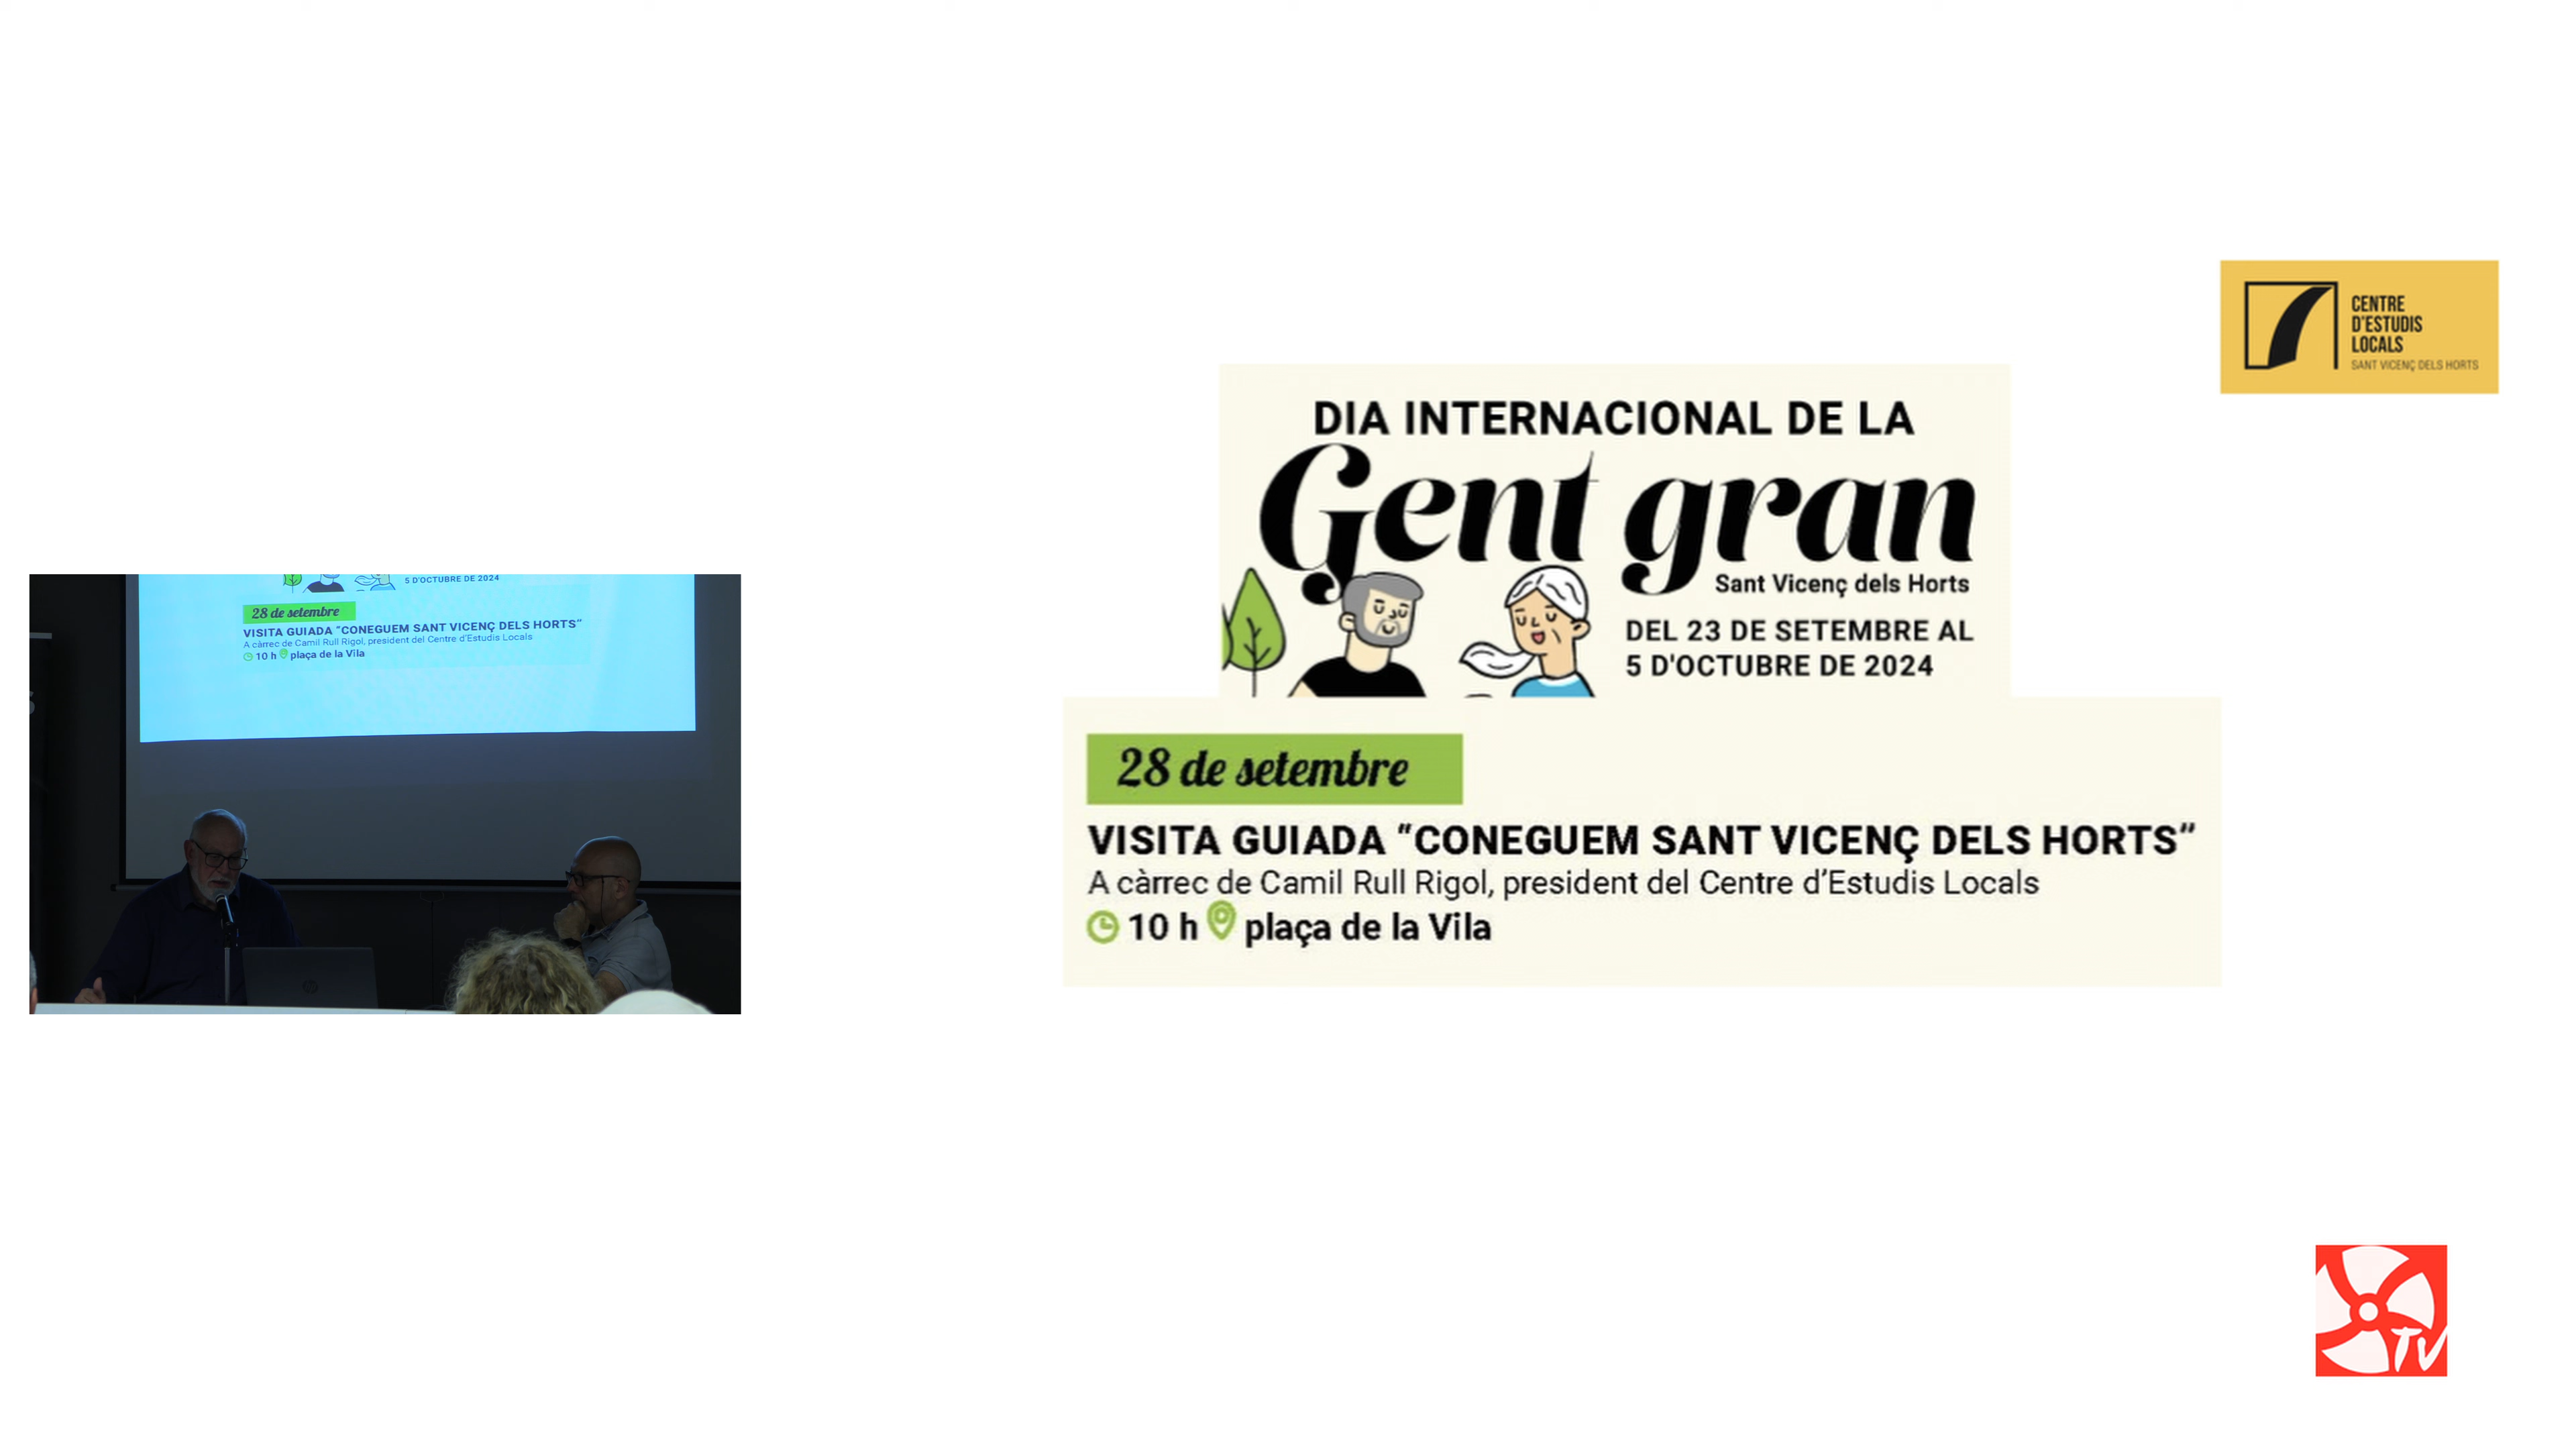 5 D'OCTUBRE DE 2024
28 de setembre
VISITA GUIADA “CONEGUEM SANT VICENÇ DELS HORTS”
A càrrec de Camil Rull Rigol, president del Centre d'Estudis Locals
10 h plaça de la Vila
CENTRE
D'ESTUDIS
LOCALS
SANT VICENÇ DELS HORTS
DIA INTERNACIONAL DE LA
Gent gran
Sant Vicenç dels Horts
DEL 23 DE SETEMBRE AL
5 D'OCTUBRE DE 2024
28 de setembre
VISITA GUIADA “CONEGUEM SANT VICENÇ DELS HORTS”
A càrrec de Camil Rull Rigol, president del Centre d'Estudis Locals
10 h plaça de la Vila
TV